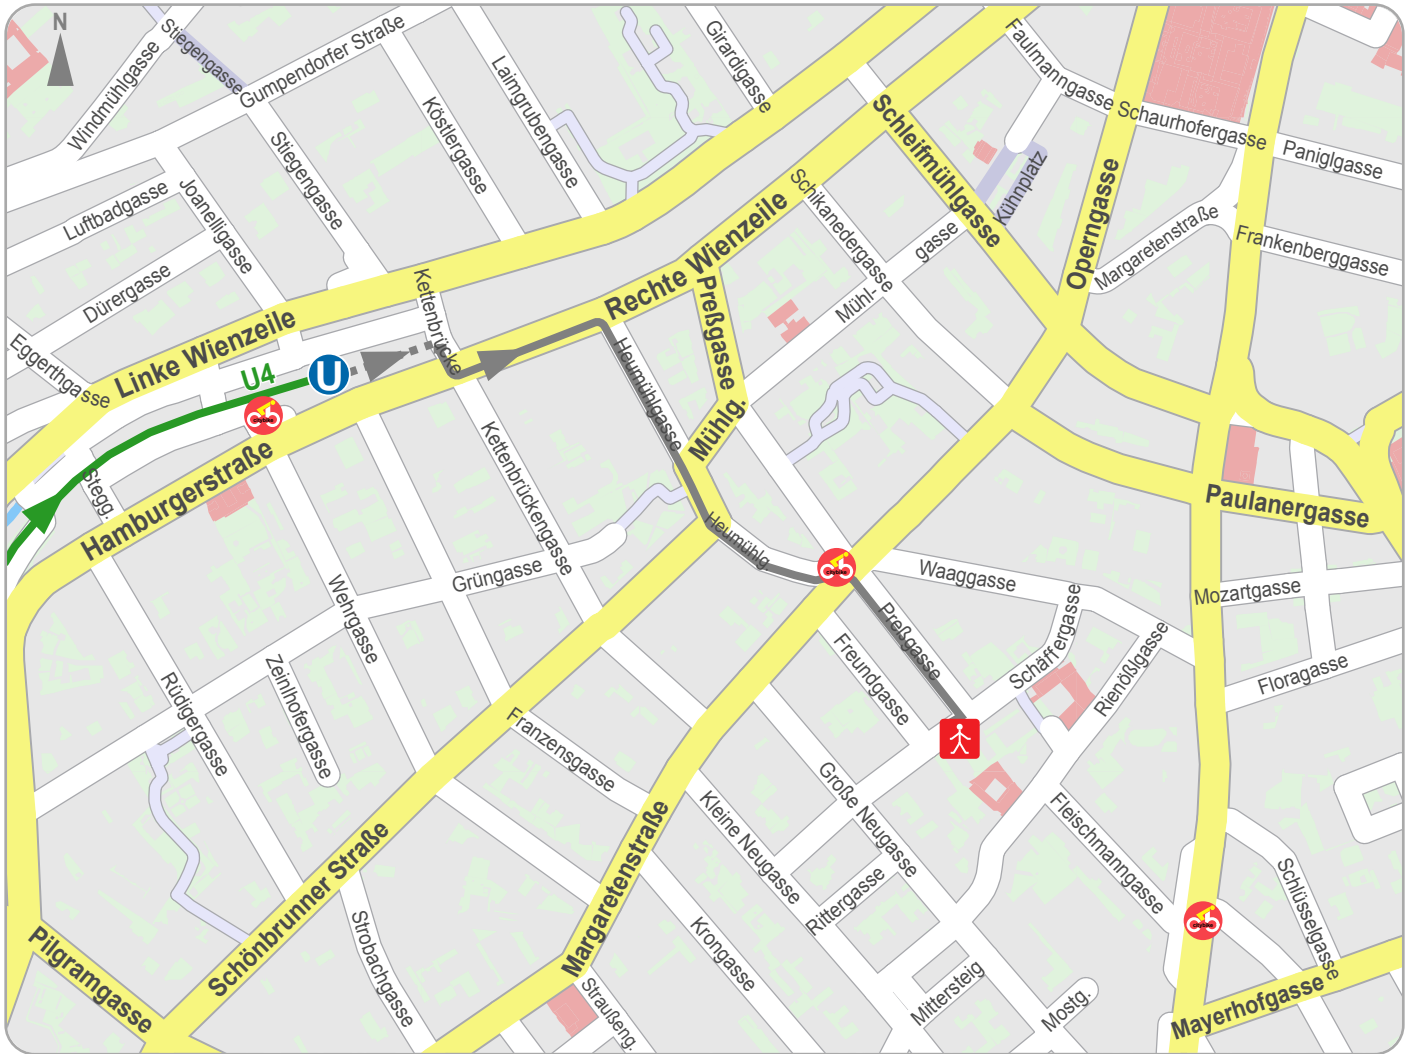 N
Stiegengasse
Windmühlgasse
Gumpendorfer Straße
Laimgrubengasse
Girardigasse
Faulmanngasse
Schaurhofergasse
Paniglgasse
Köstlergasse
Stiegengasse
Schleifmühlgasse
Kühnplatz
Operngasse
Luftbadgasse
Joanelligasse
Schikanedergasse
gasse
Mühl-
Margaretenstraße
Frankenberggasse
Dürergasse
Kettenbrücke
Rechte Wienzeile
Preßgasse
Eggerthgasse
Linke Wienzeile
U4
U
citybike
Heumühlgasse
Mühlg.
Stegg.
Hamburgerstraße
Kettenbrückengasse
Paulanergasse
Heumühlg.
citybike
Grüngasse
Waaggasse
Mozartgasse
Wehrgasse
Preßgasse
Schäffergasse
Rienößlgasse
Freundgasse
Floragasse
Zeinlhofergasse
Rüdigergasse
Franzensgasse
Große Neugasse
Kleine Neugasse
Fleischmanngasse
Schönbrunner Straße
Margaretenstraße
Rittergasse
Schlüsselgasse
citybike
Pilgramgasse
Strobachgasse
Krongasse
Straußeng.
Mittersteig
Mostg.
Mayerhofgasse